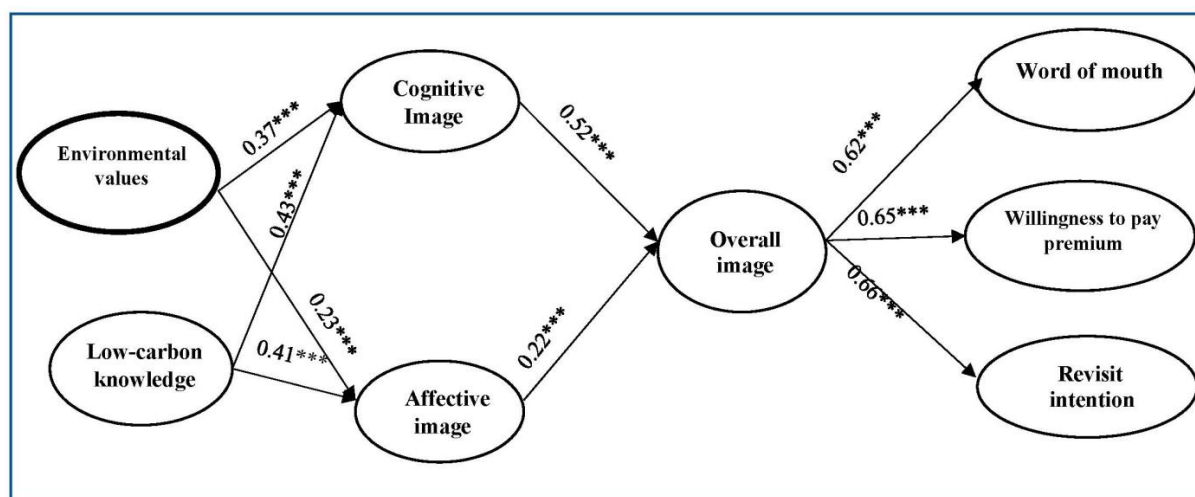 Word of mouth
Cognitive
Image
0.37***
Environmental
values
0.43***
0.52***
0.62***
Willingness to pay
premium
0.65***
Overall
image
0.66***
0.23***
0.22***
Low-carbon
knowledge
0.41***
Affective
image
Revisit
intention